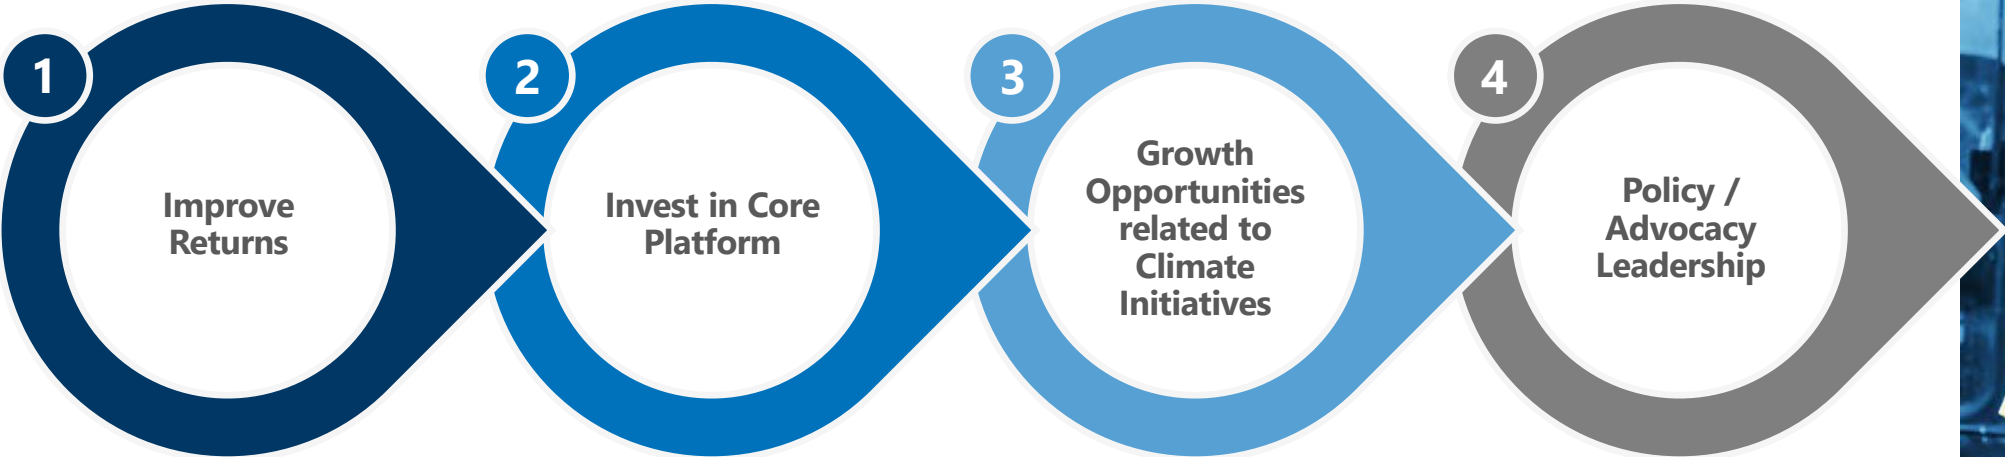 1
Improve
Returns
2
Invest in Core
Platform
3
Growth
Opportunities
related to
Climate
Initiatives
4
Policy /
Advocacy
Leadership